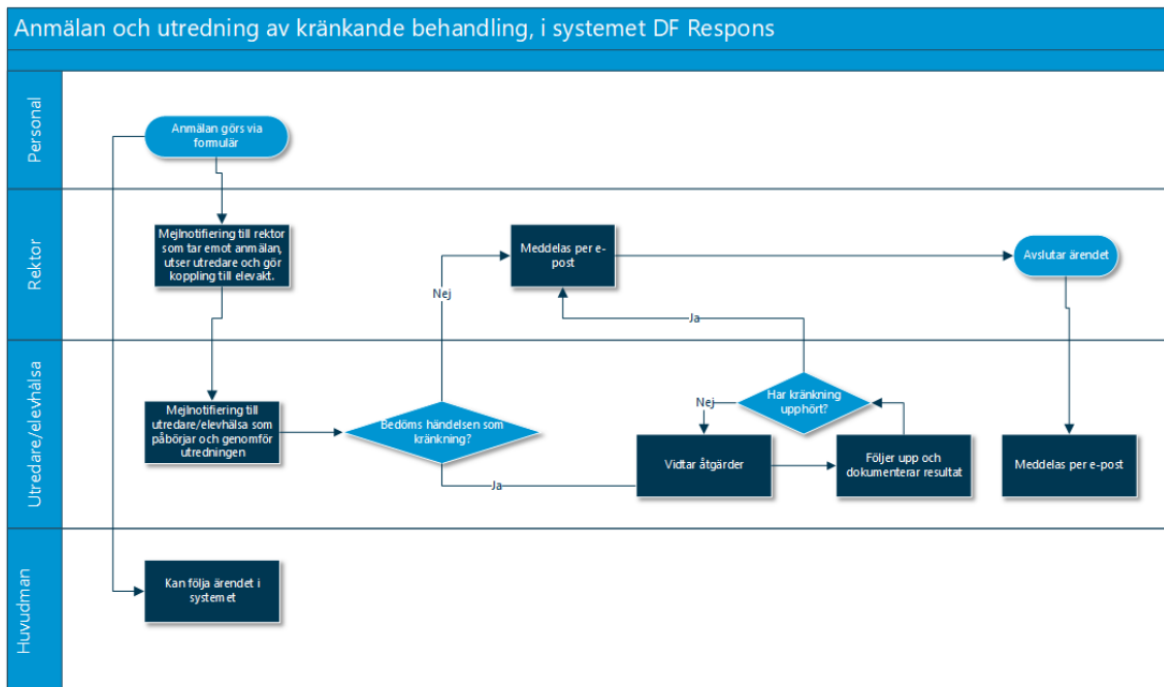 Anmälan och utredning av kränkande behandling, i systemet DF Respons
Personal
Anmälan görs via
formulär
Rektor
Mejlnotifiering till rektor
som tar emot anmälan,
utser utredare och gör
koppling till elevakt.
Meddelas per e-
post
Avslutar ärendet
Nej
Ja
Utredare/elevhälsa
Mejlnotifiering till
utredare/elevhälsa som
påbörjar och genomför
utredningen
Bedöms händelsen som
kränkning?
Ja
Har kränkning
upphört?
Nej
Vidtar åtgärder
Följer upp och
dokumenterar resultat
Meddelas per e-post
Huvudman
Kan följa ärendet i
systemet